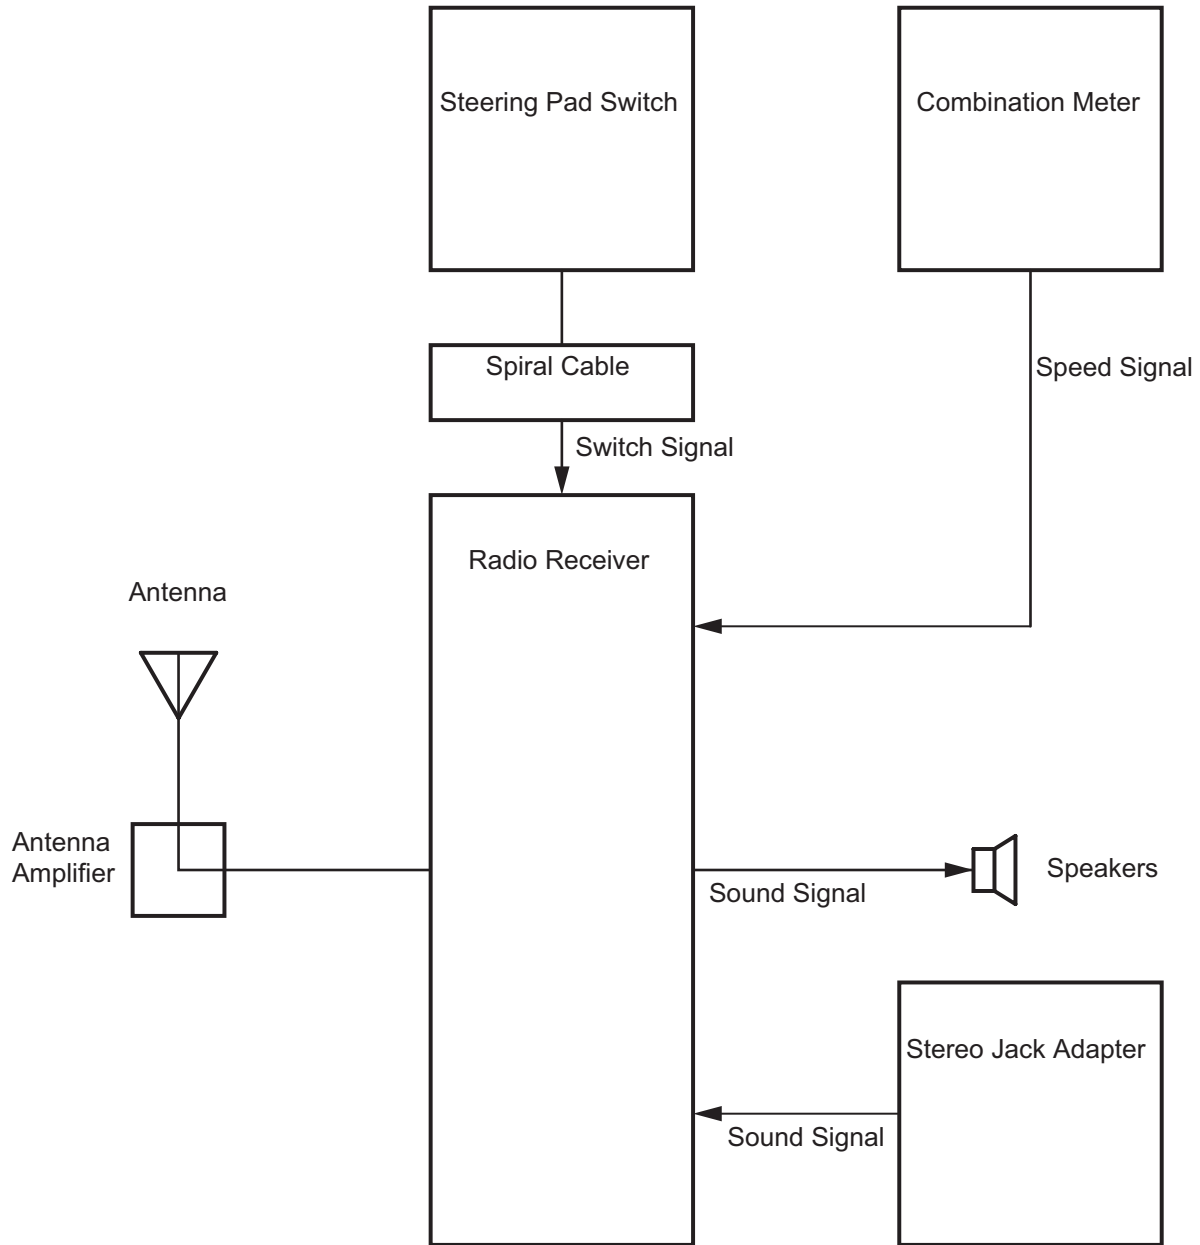 Steering Pad Switch
Combination Meter
Spiral Cable
Speed Signal
Switch Signal
Radio Receiver
Antenna
Antenna
Amplifier
Speakers
Sound Signal
Stereo Jack Adapter
Sound Signal